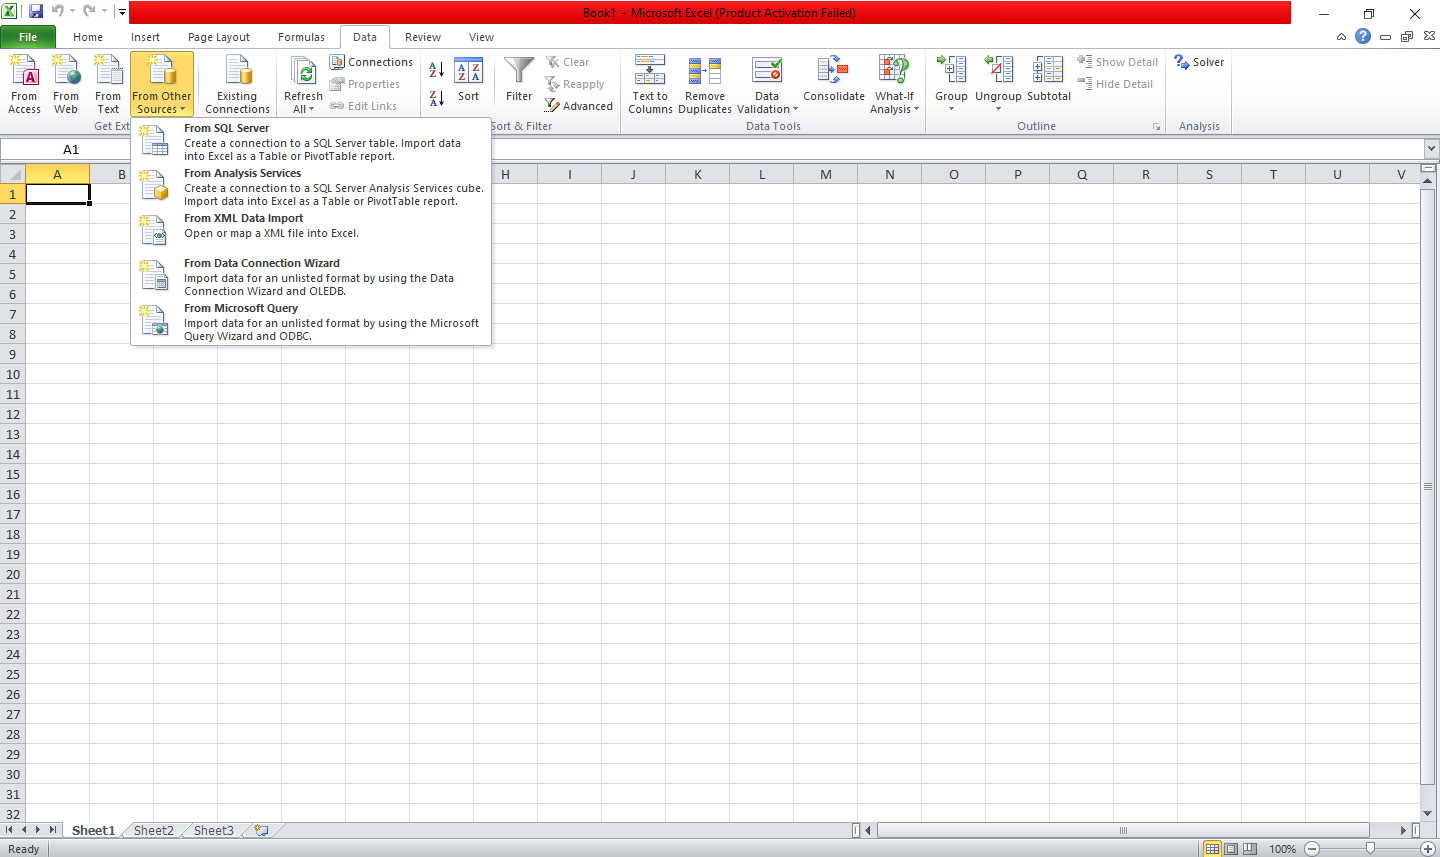 Book1 - Microsoft Excel (Product Activation Failed)
File Home Insert Page Layout Formulas Data Review View
From Access
From Web
From Text
From Other Sources
Existing Connections
Refresh All
Connections
Properties
Edit Links
Sort
Filter
Clear
Reapply
Advanced
Text to Columns
Remove Duplicates
Data Validation
Consolidate
What-If Analysis
Group
Ungroup
Subtotal
Show Detail
Hide Detail
Solver
Get Ext
Sort & Filter
Data Tools
Outline
Analysis
A1
From SQL Server
Create a connection to a SQL Server table. Import data
into Excel as a Table or PivotTable report.
From Analysis Services
Create a connection to a SQL Server Analysis Services cube.
Import data into Excel as a Table or PivotTable report.
From XML Data Import
Open or map a XML file into Excel.
From Data Connection Wizard
Import data for an unlisted format by using the Data
Connection Wizard and OLEDB.
From Microsoft Query
Import data for an unlisted format by using the Microsoft
Query Wizard and ODBC.
A B H I J K L M N O P Q R S T U V
1
2
3
4
5
6
7
8
9
10
11
12
13
14
15
16
17
18
19
20
21
22
23
24
25
26
27
28
29
30
31
32
Sheet1 Sheet2 Sheet3
Ready 100%